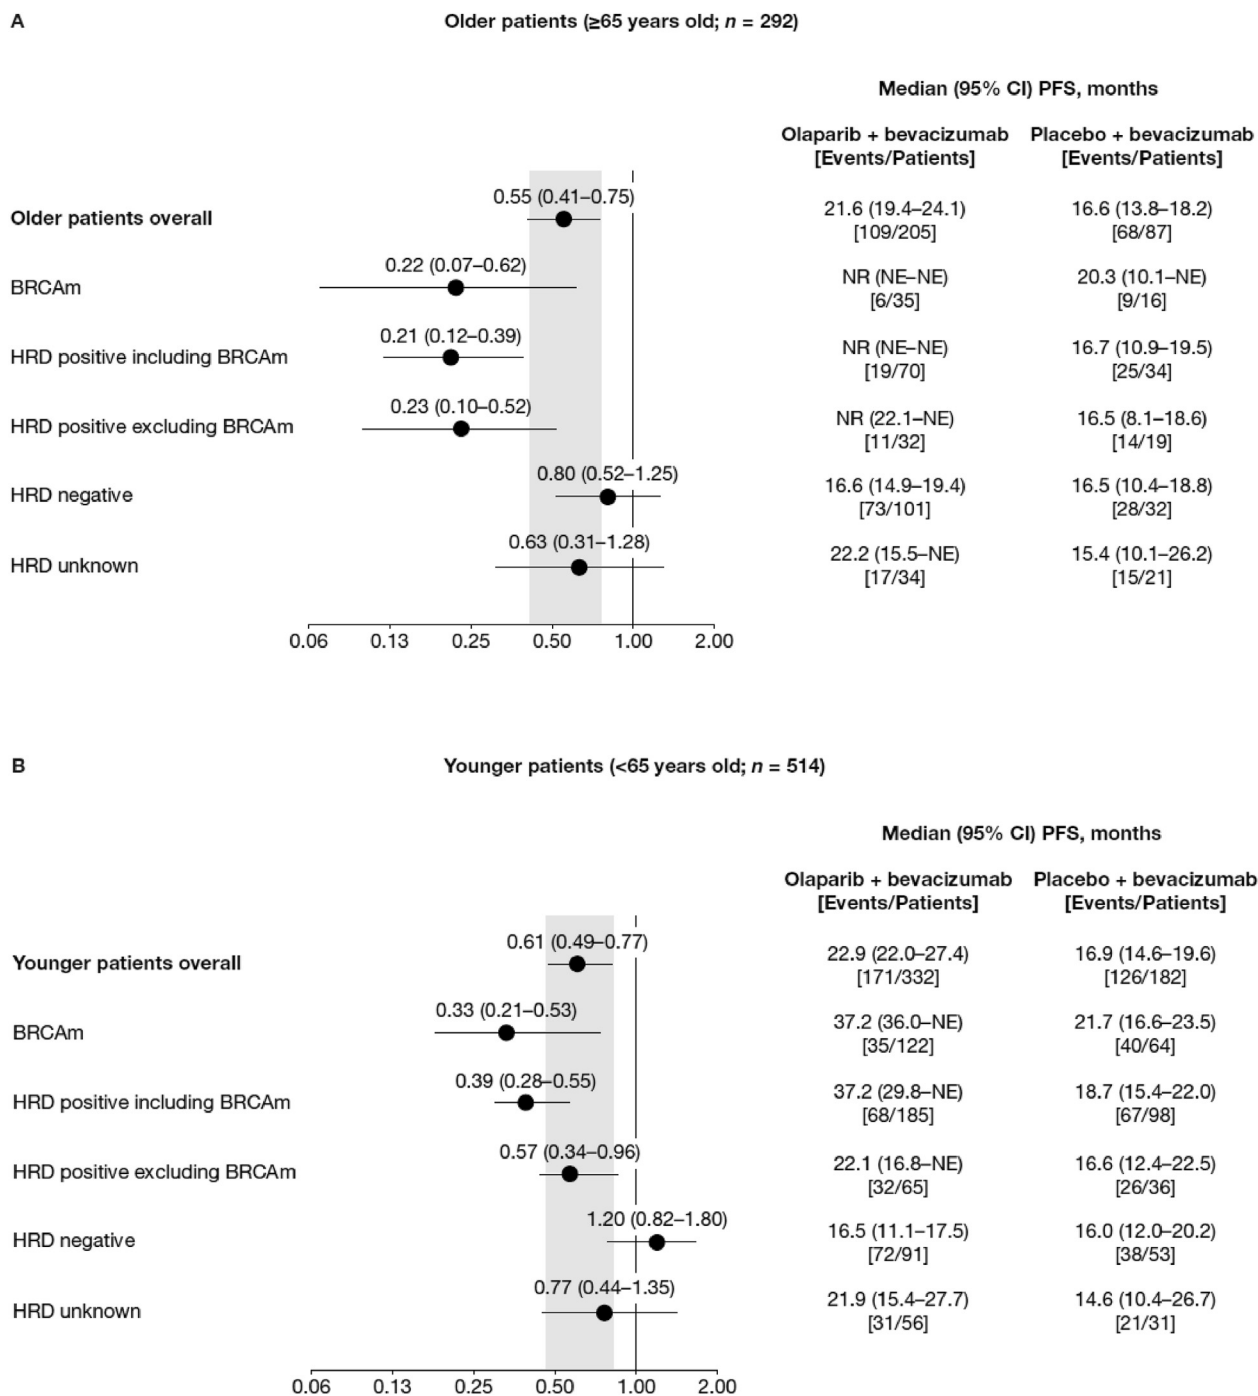 A
Older patients (≥65 years old; n = 292)
Median (95% CI) PFS, months
Olaparib + bevacizumab Placebo + bevacizumab
[Events/Patients] [Events/Patients]
Older patients overall 0.55 (0.41–0.75) 21.6 (19.4–24.1) 16.6 (13.8–18.2)
[109/205] [68/87]
BRCAm 0.22 (0.07–0.62) NR (NE–NE) 20.3 (10.1–NE)
[6/35] [9/16]
HRD positive including BRCAm 0.21 (0.12–0.39) NR (NE–NE) 16.7 (10.9–19.5)
[19/70] [25/34]
HRD positive excluding BRCAm 0.23 (0.10–0.52) NR (22.1–NE) 16.5 (8.1–18.6)
[11/32] [14/19]
HRD negative 0.80 (0.52–1.25) 16.6 (14.9–19.4) 16.5 (10.4–18.8)
[73/101] [28/32]
HRD unknown 0.63 (0.31–1.28) 22.2 (15.5–NE) 15.4 (10.1–26.2)
[17/34] [15/21]
0.06 0.13 0.25 0.50 1.00 2.00
B
Younger patients (<65 years old; n = 514)
Median (95% CI) PFS, months
Olaparib + bevacizumab Placebo + bevacizumab
[Events/Patients] [Events/Patients]
Younger patients overall 0.61 (0.49–0.77) 22.9 (22.0–27.4) 16.9 (14.6–19.6)
[171/332] [126/182]
BRCAm 0.33 (0.21–0.53) 37.2 (36.0–NE) 21.7 (16.6–23.5)
[35/122] [40/64]
HRD positive including BRCAm 0.39 (0.28–0.55) 37.2 (29.8–NE) 18.7 (15.4–22.0)
[68/185] [67/98]
HRD positive excluding BRCAm 0.57 (0.34–0.96) 22.1 (16.8–NE) 16.6 (12.4–22.5)
[32/65] [26/36]
HRD negative 1.20 (0.82–1.80) 16.5 (11.1–17.5) 16.0 (12.0–20.2)
[72/91] [38/53]
HRD unknown 0.77 (0.44–1.35) 21.9 (15.4–27.7) 14.6 (10.4–26.7)
[31/56] [21/31]
0.06 0.13 0.25 0.50 1.00 2.00